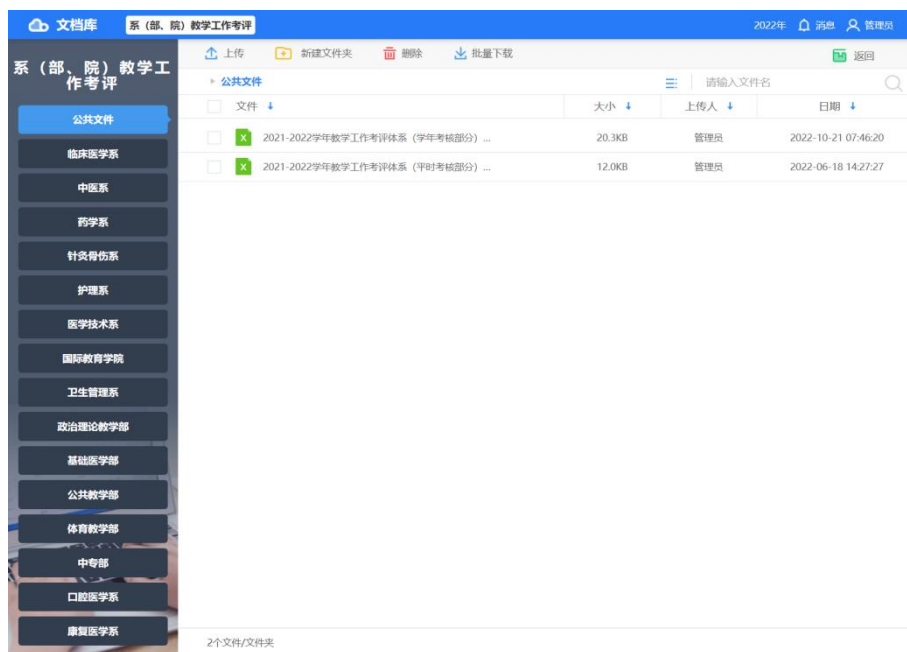 文档库 系（部、院）教学工作考评 2022年 消息 管理员
系（部、院）教学工
作考评
上传 新建文件夹 删除 批量下载 返回
公共文件 请输入文件名
文件 大小 上传人 日期
2021-2022学年教学工作考评体系（学年考核部分）... 20.3KB 管理员 2022-10-21 07:46:20
2021-2022学年教学工作考评体系（平时考核部分）... 12.0KB 管理员 2022-06-18 14:27:27
公共文件
临床医学系
中医系
药学系
针灸骨伤系
护理系
医学技术系
国际教育学院
卫生管理系
政治理论教学部
基础医学部
公共教学部
体育教学部
中专部
口腔医学系
康复医学系
2个文件/文件夹